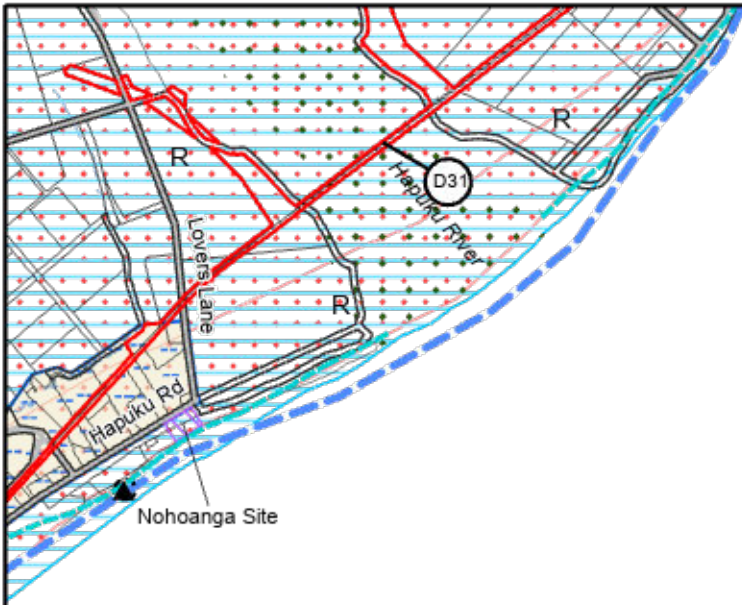 R
R
D31
Hapuku River
Lovers Lane
R
Hapuku Rd
Nohoanga Site